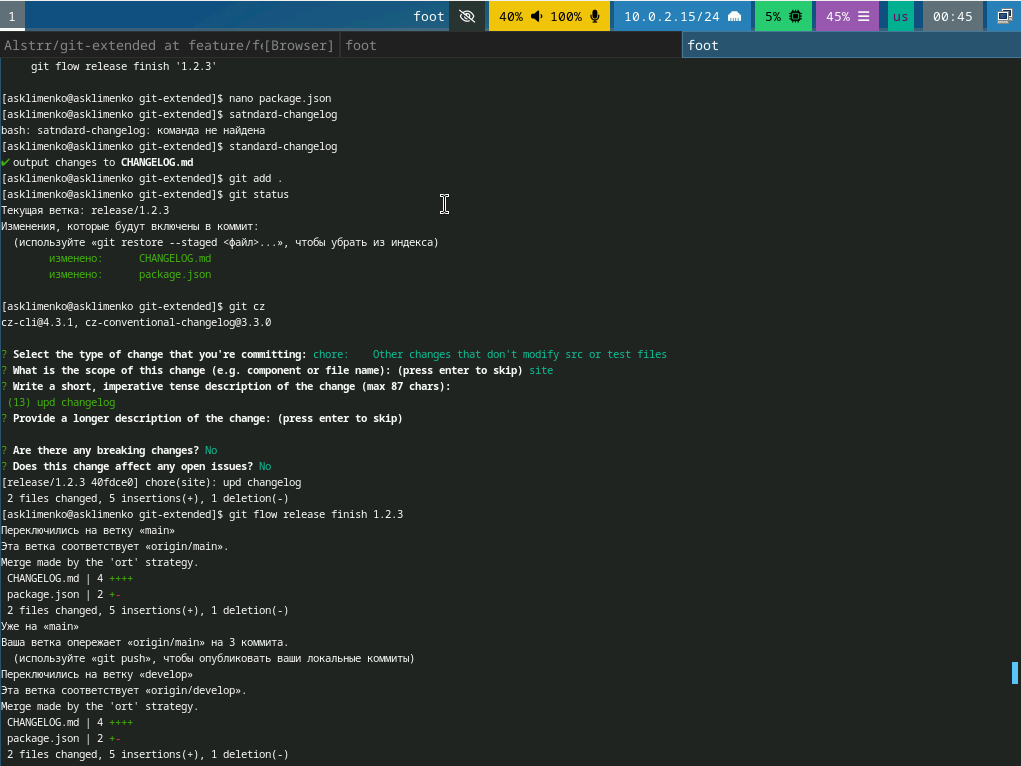 1
foot
40% 100%
10.0.2.15/24
5%
45%
us
00:45
Alstrr/git-extended at feature/f [Browser]
foot
foot
git flow release finish '1.2.3'
[asklimenko@asklimenko git-extended]$ nano package.json
[asklimenko@asklimenko git-extended]$ satndard-changelog
bash: satndard-changelog: команда не найдена
[asklimenko@asklimenko git-extended]$ standard-changelog
✔ output changes to CHANGELOG.md
[asklimenko@asklimenko git-extended]$ git add .
[asklimenko@asklimenko git-extended]$ git status
Текущая ветка: release/1.2.3
Изменения, которые будут включены в коммит:
(используйте «git restore --staged <файл>...», чтобы убрать из индекса)
изменено: CHANGELOG.md
изменено: package.json
[asklimenko@asklimenko git-extended]$ git cz
cz-cli@4.3.1, cz-conventional-changelog@3.3.0
? Select the type of change that you're committing: chore: Other changes that don't modify src or test files
? What is the scope of this change (e.g. component or file name): (press enter to skip) site
? Write a short, imperative tense description of the change (max 87 chars):
(13) upd changelog
? Provide a longer description of the change: (press enter to skip)
? Are there any breaking changes? No
? Does this change affect any open issues? No
[release/1.2.3 40fdce0] chore(site): upd changelog
2 files changed, 5 insertions(+), 1 deletion(-)
[asklimenko@asklimenko git-extended]$ git flow release finish 1.2.3
Переключились на ветку «main»
Эта ветка соответствует «origin/main».
Merge made by the 'ort' strategy.
CHANGELOG.md | 4 ++++
package.json | 2 +-
2 files changed, 5 insertions(+), 1 deletion(-)
Уже на «main»
Ваша ветка опережает «origin/main» на 3 коммита.
(используйте «git push», чтобы опубликовать ваши локальные коммиты)
Переключились на ветку «develop»
Эта ветка соответствует «origin/develop».
Merge made by the 'ort' strategy.
CHANGELOG.md | 4 ++++
package.json | 2 +-
2 files changed, 5 insertions(+), 1 deletion(-)